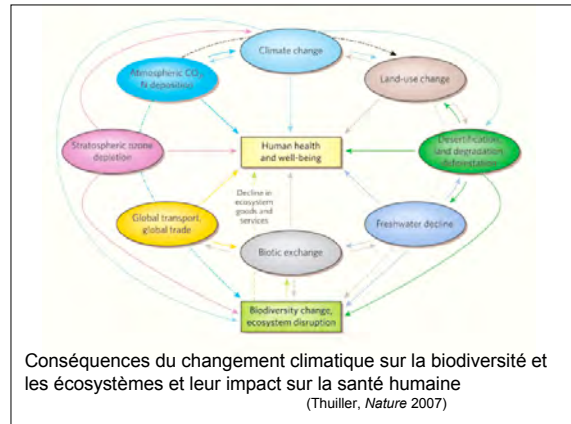 Climate change
Atmospheric CO₂,
N deposition
Land-use change
Stratospheric ozone
depletion
Human health
and well-being
Desertification,
land degradation,
deforestation
Decline in
ecosystem
goods and
services
Global transport,
global trade
Freshwater decline
Biotic exchange
Biodiversity change,
ecosystem disruption
Conséquences du changement climatique sur la biodiversité et
les écosystèmes et leur impact sur la santé humaine
(Thuiller, Nature 2007)